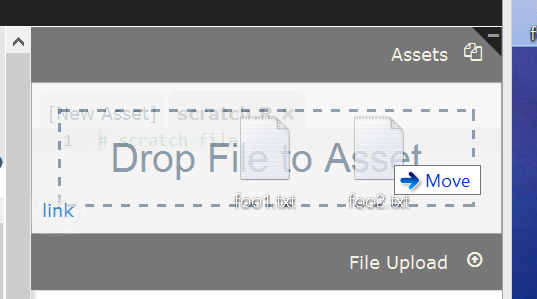 Assets
[New Asset] scratch.R
1 # scratch file
Drop File to Asset
foo1.txt foo2.txt
Move
link
File Upload